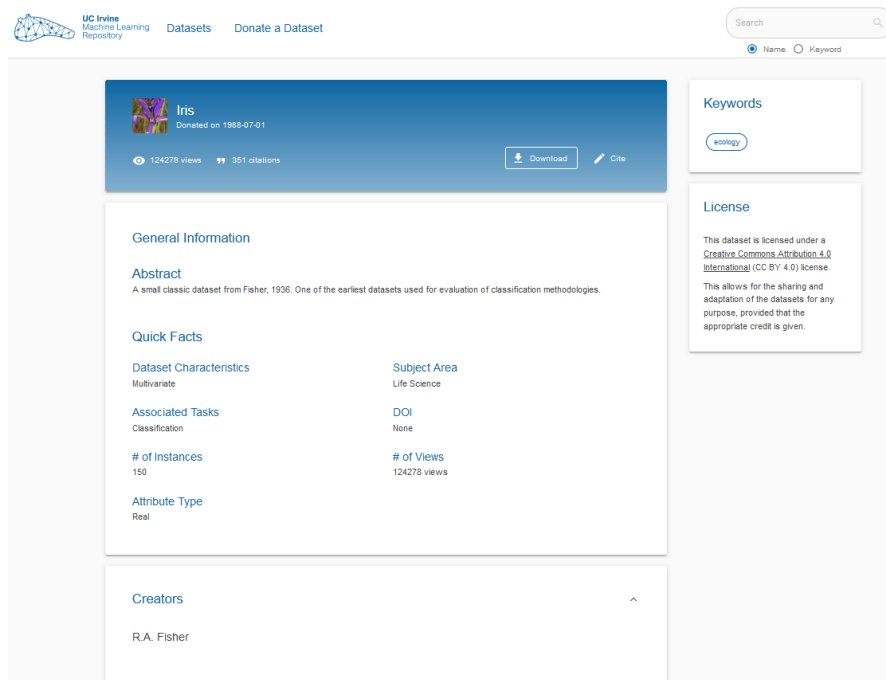 UC Irvine
Machine Learning
Repository
Datasets
Donate a Dataset
Search
Name
Keyword
Iris
Donated on 1988-07-01
124278 views
351 citations
Download
Cite
General Information
Abstract
A small classic dataset from Fisher, 1936. One of the earliest datasets used for evaluation of classification methodologies.
Quick Facts
Dataset Characteristics
Multivariate
Subject Area
Life Science
Associated Tasks
Classification
DOI
None
# of Instances
150
# of Views
124278 views
Attribute Type
Real
Creators
R.A. Fisher
Keywords
ecology
License
This dataset is licensed under a
Creative Commons Attribution 4.0
International (CC BY 4.0) license.
This allows for the sharing and
adaptation of the datasets for any
purpose, provided that the
appropriate credit is given.